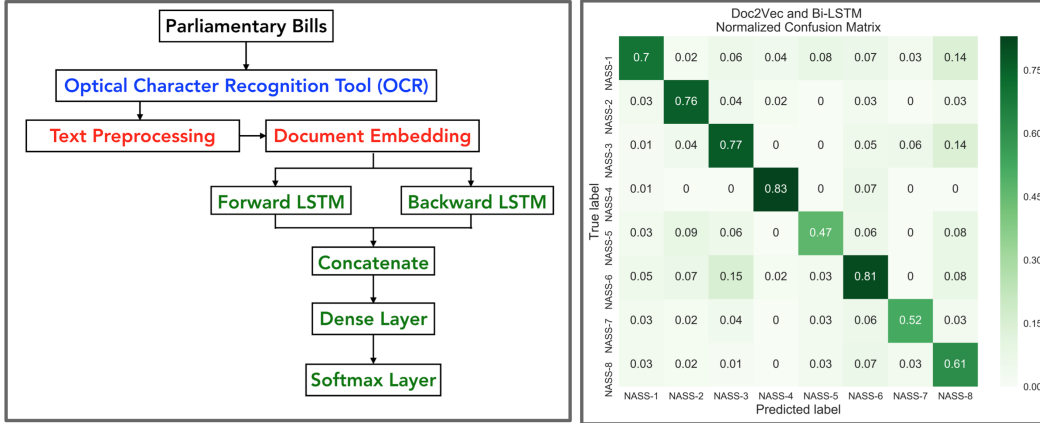 Parliamentary Bills
Optical Character Recognition Tool (OCR)
Text Preprocessing
Document Embedding
Forward LSTM
Backward LSTM
Concatenate
Dense Layer
Softmax Layer
Doc2Vec and Bi-LSTM
Normalized Confusion Matrix
True label
NASS-1 0.7 0.02 0.06 0.04 0.08 0.07 0.03 0.14
NASS-2 0.03 0.76 0.04 0.02 0 0.03 0 0.03
NASS-3 0.01 0.04 0.77 0 0 0.05 0.06 0.14
NASS-4 0.01 0 0 0.83 0 0.07 0 0
NASS-5 0.03 0.09 0.06 0 0.47 0.06 0 0.08
NASS-6 0.05 0.07 0.15 0.02 0.03 0.81 0 0.08
NASS-7 0.03 0.02 0.04 0 0.03 0.06 0.52 0.03
NASS-8 0.03 0.02 0.01 0 0.03 0.07 0.03 0.61
NASS-1 NASS-2 NASS-3 NASS-4 NASS-5 NASS-6 NASS-7 NASS-8
Predicted label
0.75
0.60
0.45
0.30
0.15
0.00